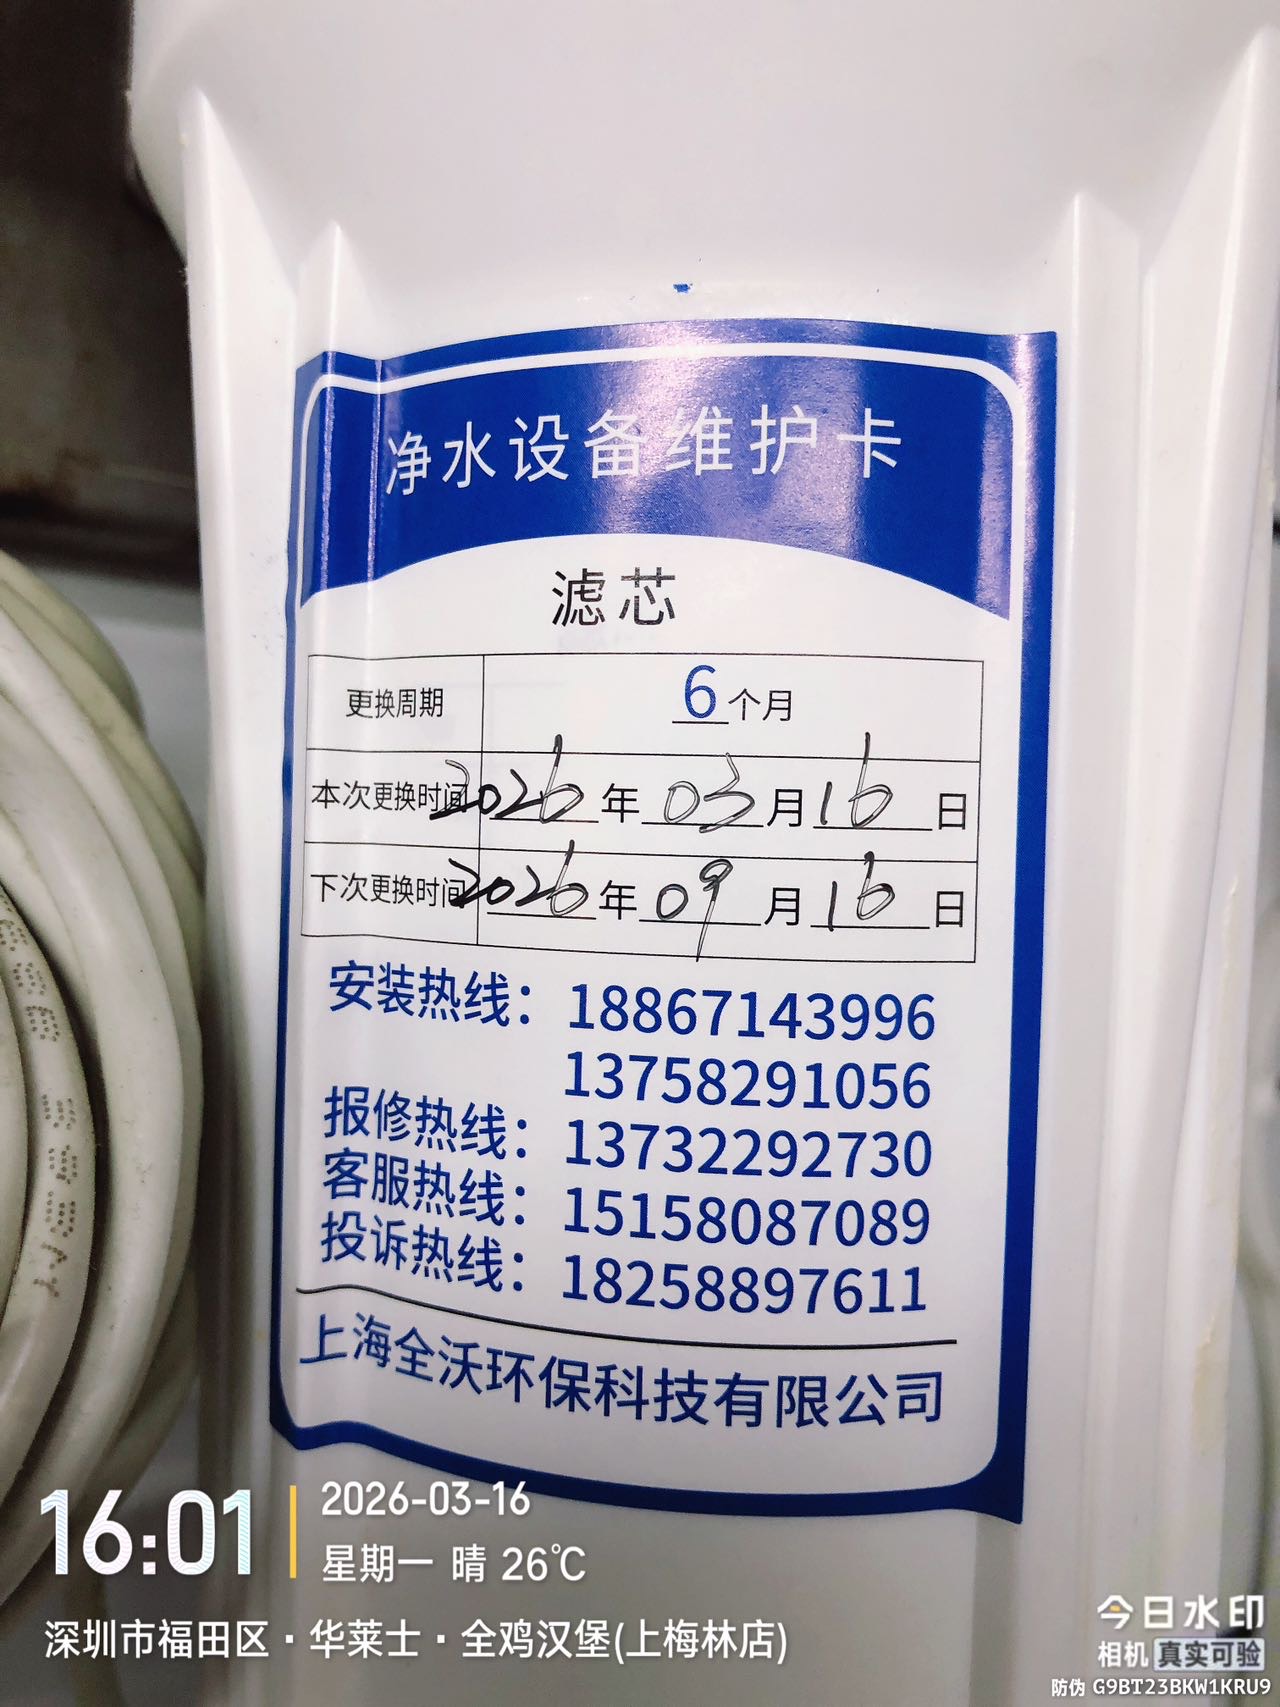 净水设备维护卡
滤芯
更换周期 6个月
本次更换时间 2026年03月16日
下次更换时间 2026年09月16日
安装热线：18867143996
13758291056
报修热线：13732292730
客服热线：15158087089
投诉热线：18258897611
上海全沃环保科技有限公司
16:01
2026-03-16
星期一 晴 26℃
深圳市福田区·华莱士·全鸡汉堡(上梅林店)
今日水印
相机 真实可验
防伪 G9BT23BKW1KRU9